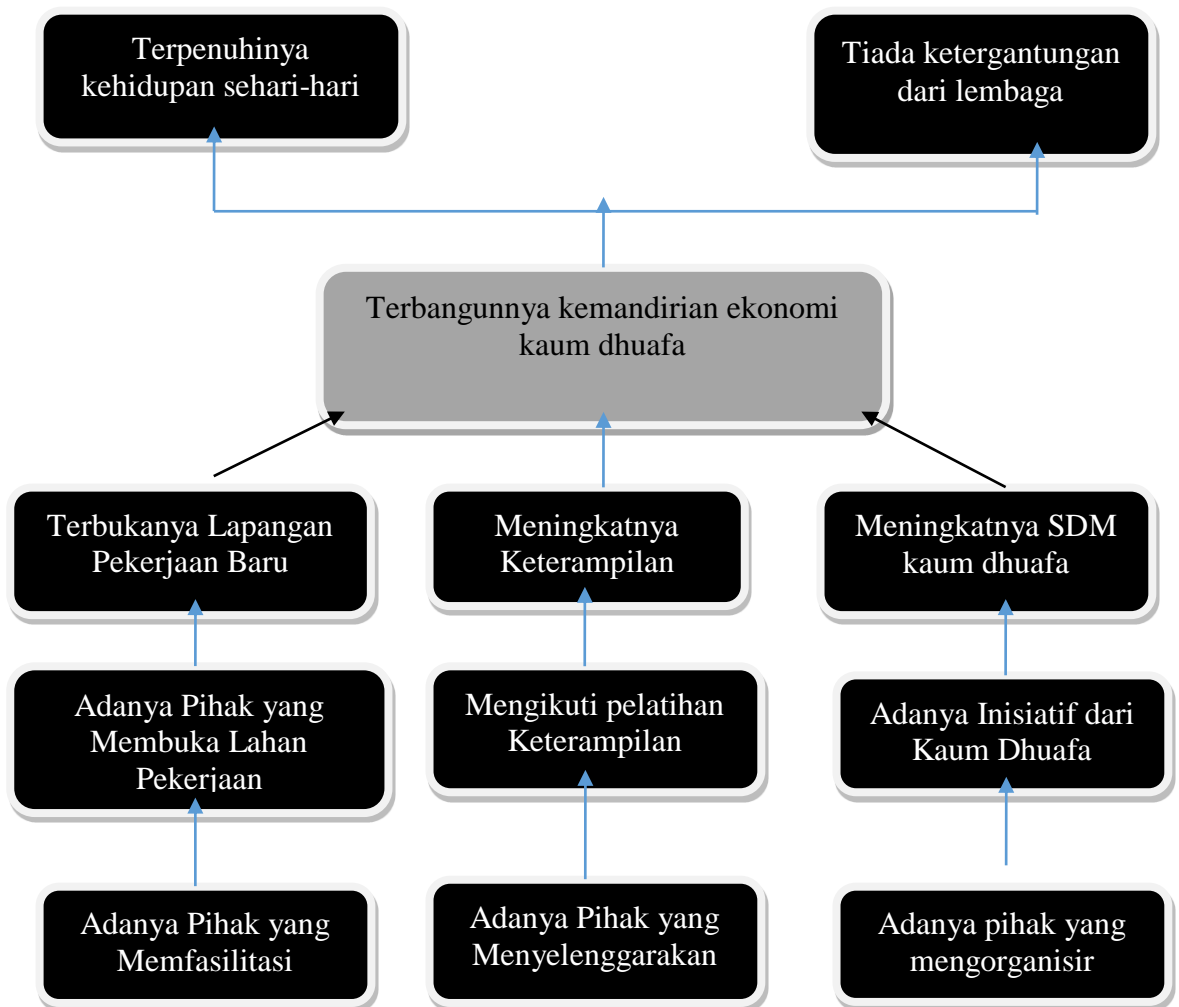 Terpenuhinya
kehidupan sehari-hari
Tiada ketergantungan
dari lembaga
Terbangunnya kemandirian ekonomi
kaum dhuafa
Terbukanya Lapangan
Pekerjaan Baru
Meningkatnya
Keterampilan
Meningkatnya SDM
kaum dhuafa
Adanya Pihak yang
Membuka Lahan
Pekerjaan
Mengikuti pelatihan
Keterampilan
Adanya Inisiatif dari
Kaum Dhuafa
Adanya Pihak yang
Memfasilitasi
Adanya Pihak yang
Menyelenggarakan
Adanya pihak yang
mengorganisir